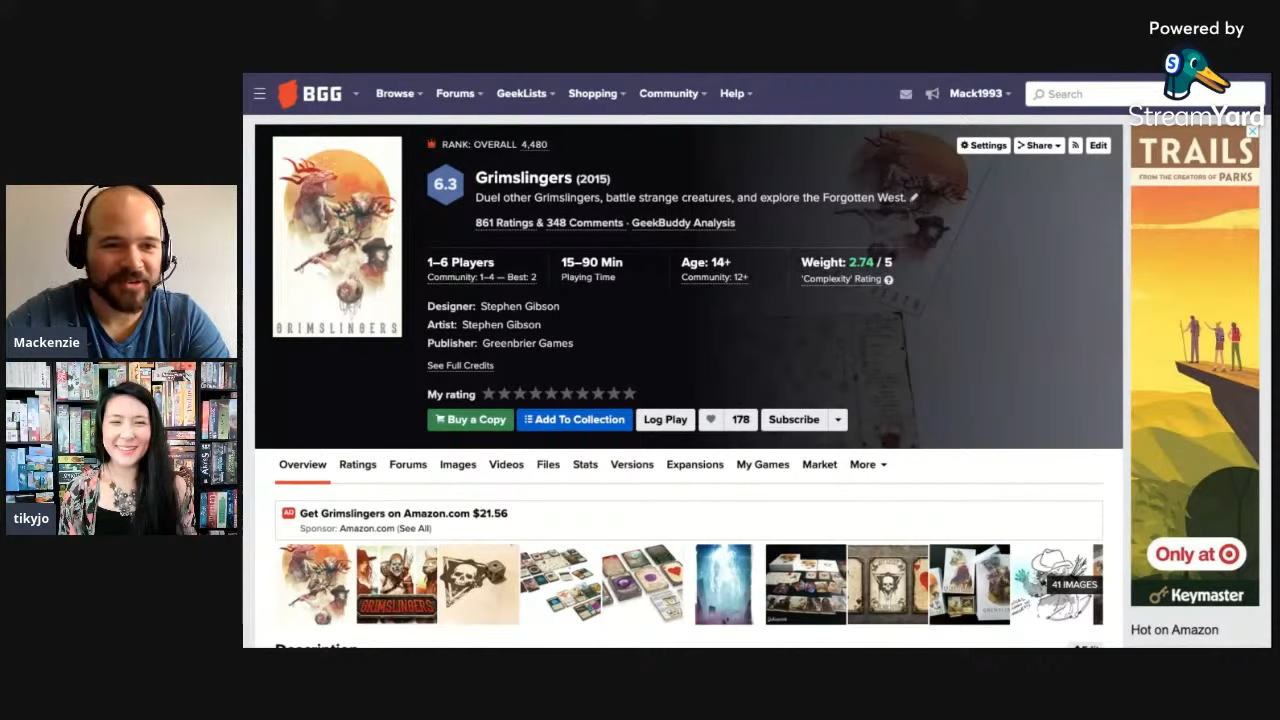 Powered by
StreamYard
BGG
Browse
Forums
GeekLists
Shopping
Community
Help
Mack1993
Search
RANK: OVERALL 4,480
6.3
Grimslingers (2015)
Duel other Grimslingers, battle strange creatures, and explore the Forgotten West.
861 Ratings & 348 Comments · GeekBuddy Analysis
1–6 Players
Community: 1–4 — Best: 2
15–90 Min
Playing Time
Age: 14+
Community: 12+
Weight: 2.74 / 5
'Complexity' Rating
Designer: Stephen Gibson
Artist: Stephen Gibson
Publisher: Greenbrier Games
See Full Credits
My rating
Buy a Copy
Add To Collection
Log Play
178
Subscribe
Settings
Share
Edit
GRIMSLINGERS
Overview
Ratings
Forums
Images
Videos
Files
Stats
Versions
Expansions
My Games
Market
More
AD Get Grimslingers on Amazon.com $21.56
Sponsor: Amazon.com (See All)
GRIMSLINGERS
41 IMAGES
Description
TRAILS
FROM THE CREATORS OF PARKS
Only at
Keymaster
Hot on Amazon
Mackenzie
tikyjo